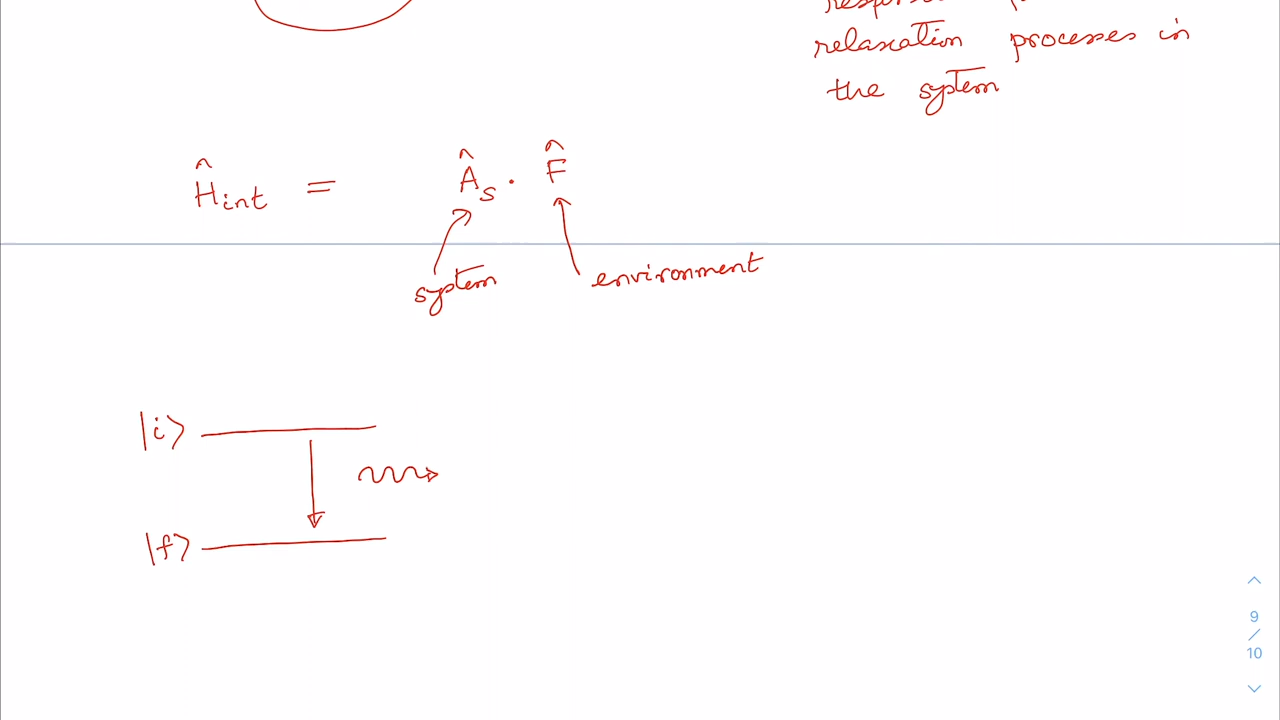 relaxation processes in
the system
Ĥint = Âs · F̂
system environment
|i⟩
|f⟩
9
/
10